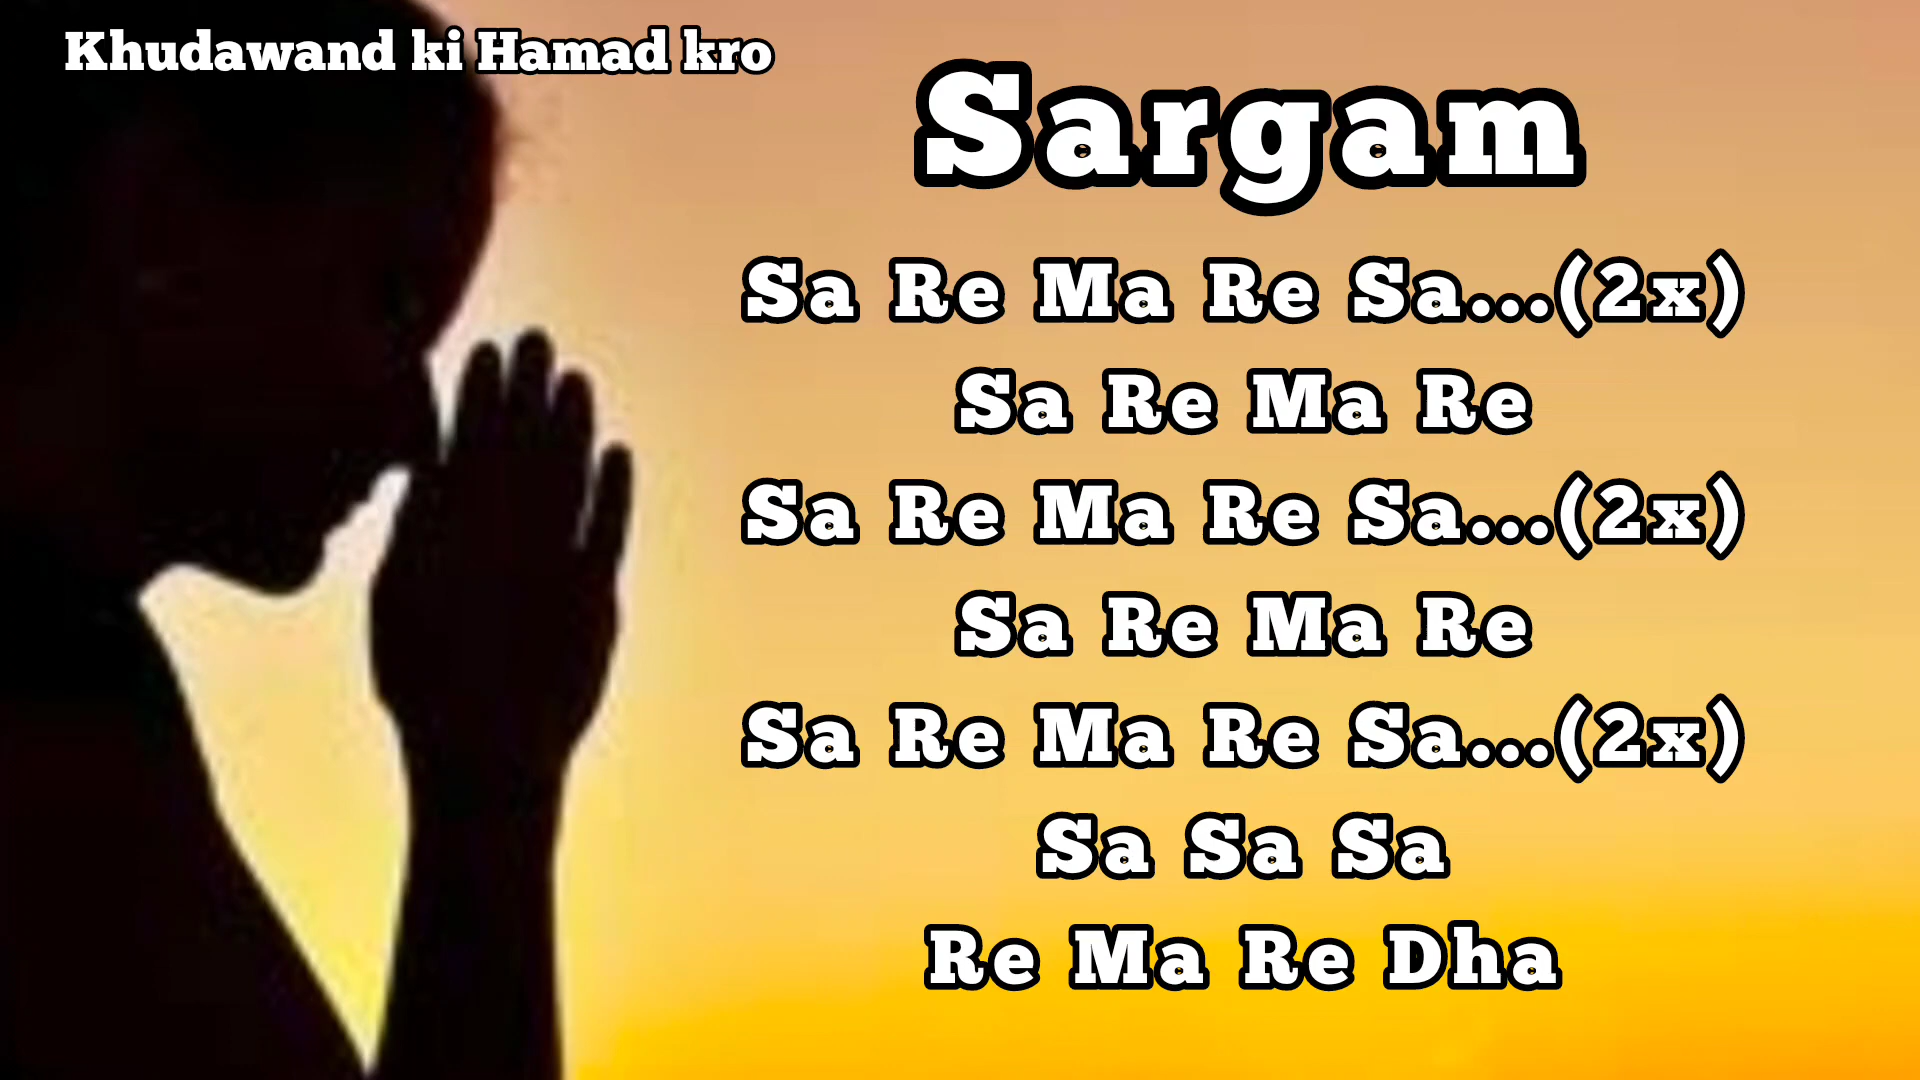 Khudawand ki Hamad kro
Sargam
Sa Re Ma Re Sa...(2x)
Sa Re Ma Re
Sa Re Ma Re Sa...(2x)
Sa Re Ma Re
Sa Re Ma Re Sa...(2x)
Sa Sa Sa
Re Ma Re Dha